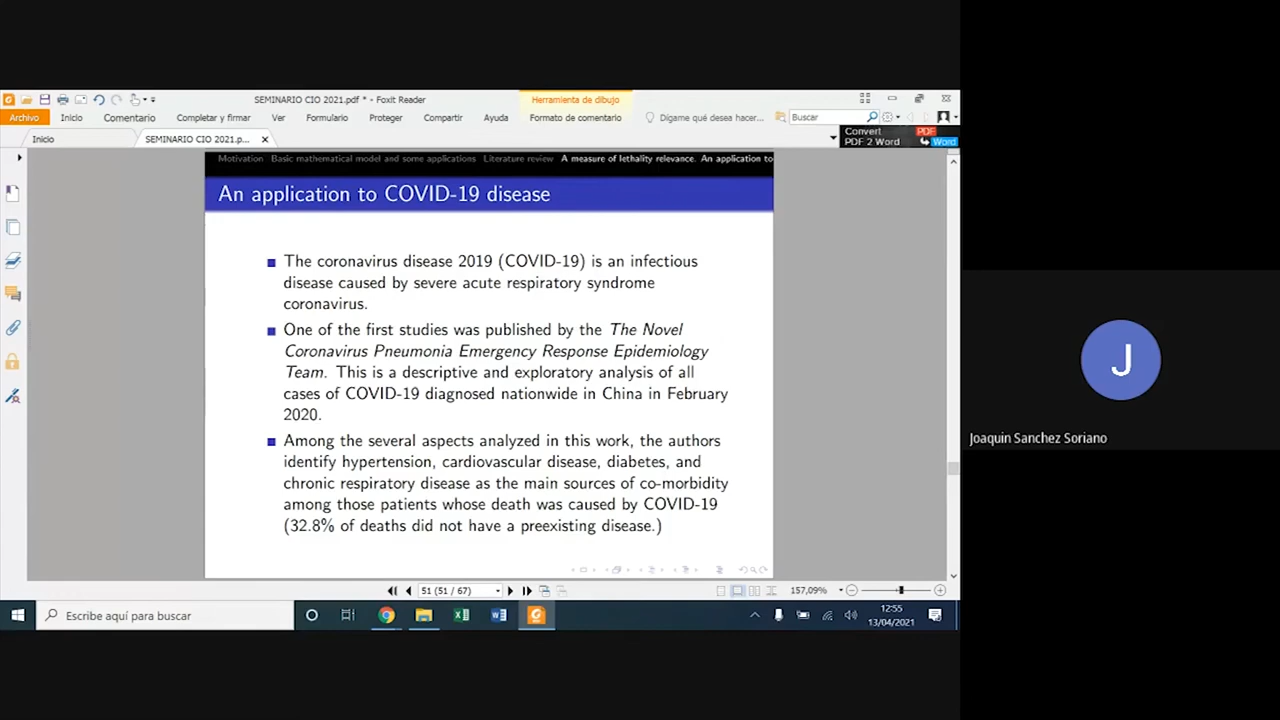 SEMINARIO CIO 2021.pdf * - Foxit Reader
Herramienta de dibujo
Archivo Inicio Comentario Completar y firmar Ver Formulario Proteger Compartir Ayuda Formato de comentario Dígame qué desea hacer... Buscar
Inicio SEMINARIO CIO 2021.p...
Convert PDF
PDF 2 Word Word
Motivation Basic mathematical model and some applications Literature review A measure of lethality relevance. An application to
An application to COVID-19 disease
The coronavirus disease 2019 (COVID-19) is an infectious
disease caused by severe acute respiratory syndrome
coronavirus.
One of the first studies was published by the The Novel
Coronavirus Pneumonia Emergency Response Epidemiology
Team. This is a descriptive and exploratory analysis of all
cases of COVID-19 diagnosed nationwide in China in February
2020.
Among the several aspects analyzed in this work, the authors
identify hypertension, cardiovascular disease, diabetes, and
chronic respiratory disease as the main sources of co-morbidity
among those patients whose death was caused by COVID-19
(32.8% of deaths did not have a preexisting disease.)
51 (51 / 67)
157,09%
Escribe aquí para buscar
12:55
13/04/2021
J
Joaquin Sanchez Soriano